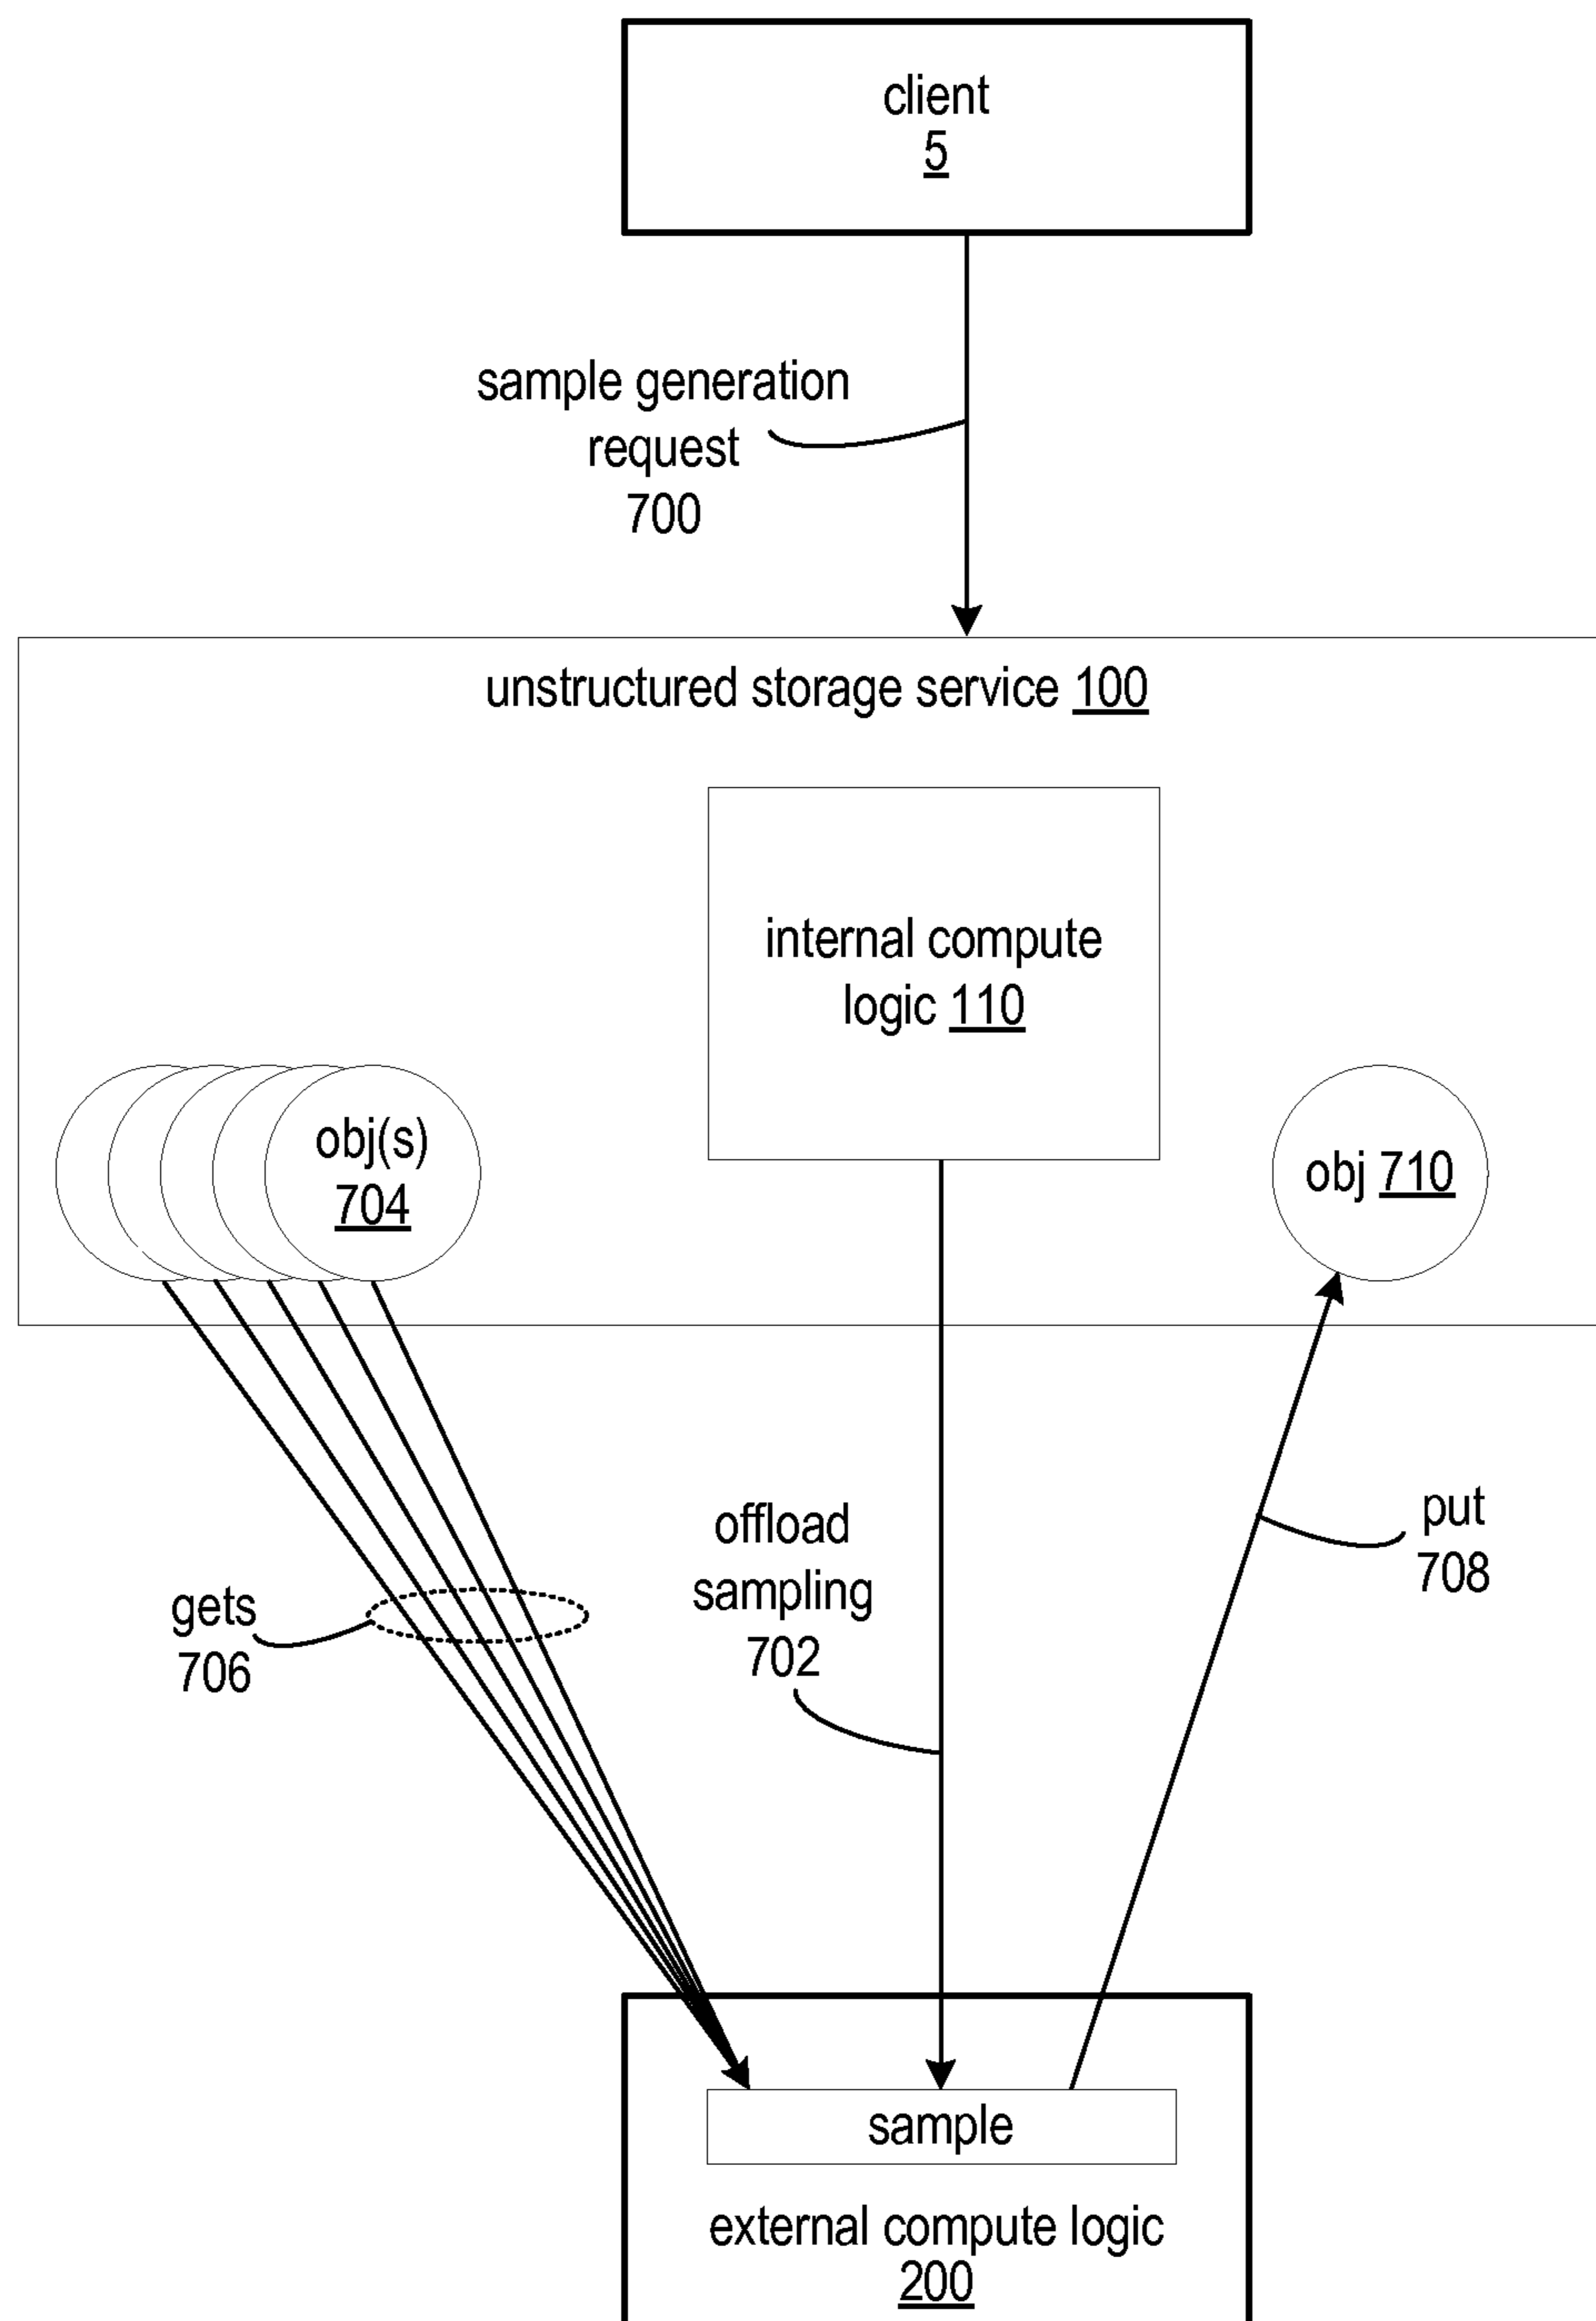 client
5
sample generation
request
700
unstructured storage service 100
internal compute
logic 110
obj(s)
704
obj 710
gets
706
offload
sampling
702
put
708
sample
external compute logic
200